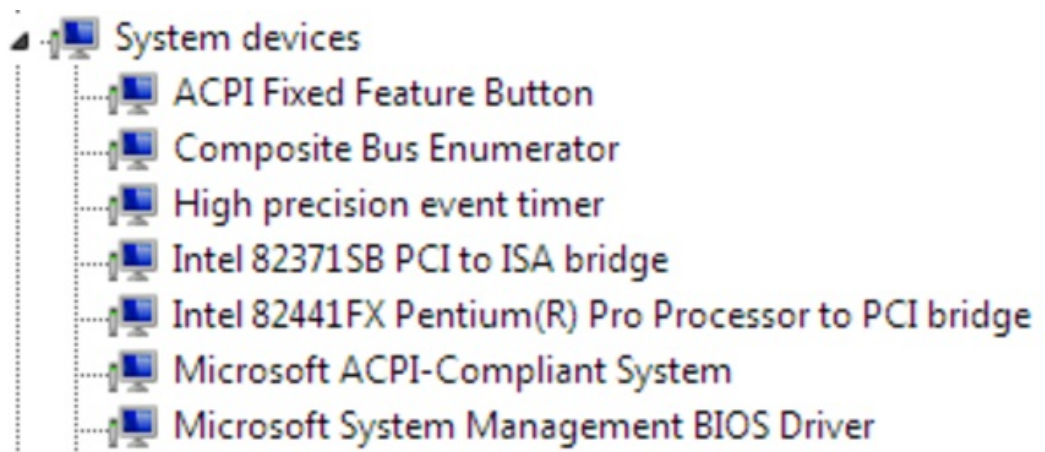 System devices
ACPI Fixed Feature Button
Composite Bus Enumerator
High precision event timer
Intel 82371SB PCI to ISA bridge
Intel 82441FX Pentium(R) Pro Processor to PCI bridge
Microsoft ACPI-Compliant System
Microsoft System Management BIOS Driver